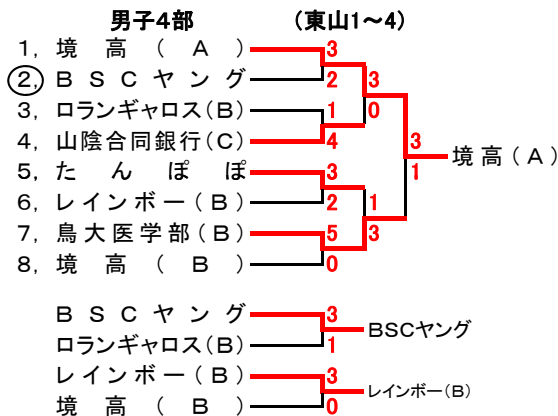 男子4部 （東山1～4）
1, 境高（A） 3
②, BSCヤング 2 3
3, ロランギャロス（B） 1 0
4, 山陰合同銀行（C） 4 3
境高（A）
5, たんぽぽ 3 1
6, レインボー（B） 2 1
7, 鳥大医学部（B） 5 3
8, 境高（B） 0
BSCヤング 3
BSCヤング
ロランギャロス（B） 1
レインボー（B） 3
レインボー（B）
境高（B） 0